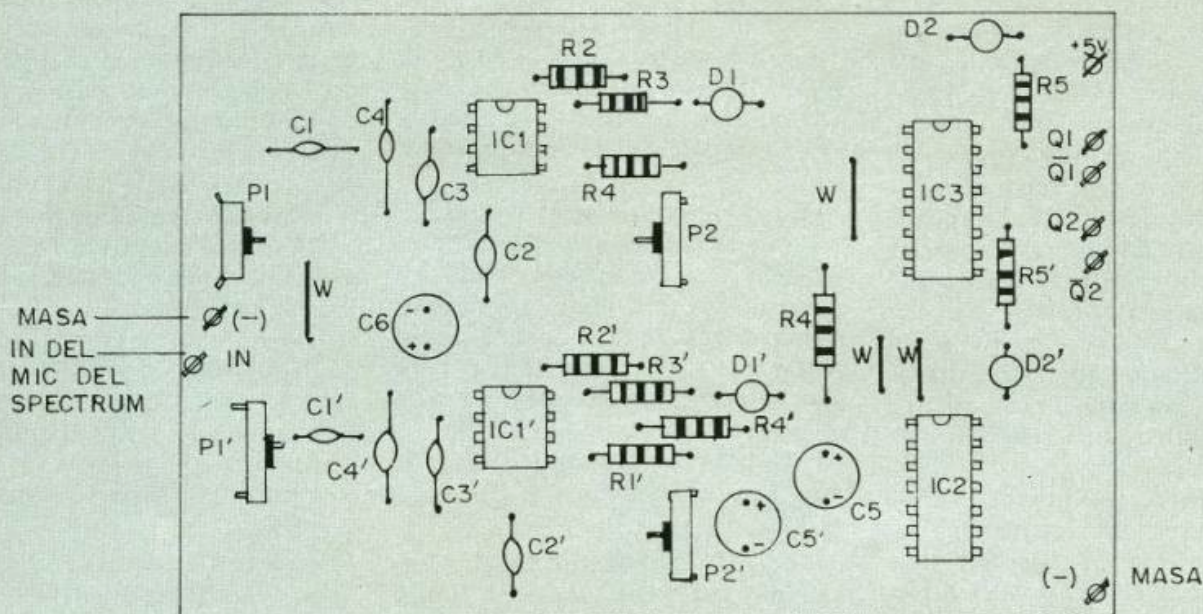 D2
+5v
R2
R3
D1
R5
C4
C1
IC1
Q1
Q̅1
IC3
C3
R4
W
P1
P2
Q2
C2
R5'
Q̅2
W
MASA
(-)
C6
-
+
R4
IN DEL
MIC DEL
SPECTRUM
IN
R2'
R3'
D1'
W
W
D2'
C1'
P1'
IC1'
R4'
C4'
C3'
R1'
+
-
C5
IC2
+
-
C5'
C2'
P2'
(-)
MASA